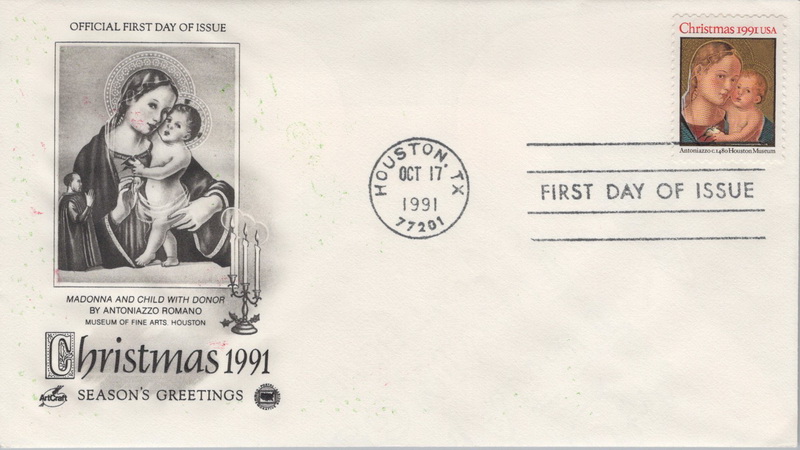 OFFICIAL FIRST DAY OF ISSUE
MADONNA AND CHILD WITH DONOR
BY ANTONIAZZO ROMANO
MUSEUM OF FINE ARTS. HOUSTON
Christmas 1991
ArtCraft
SEASON'S GREETINGS
HOUSTON, TX
OCT 17
1991
77201
Christmas 1991 USA
Antoniazzo c.1480 Houston Museum
FIRST DAY OF ISSUE